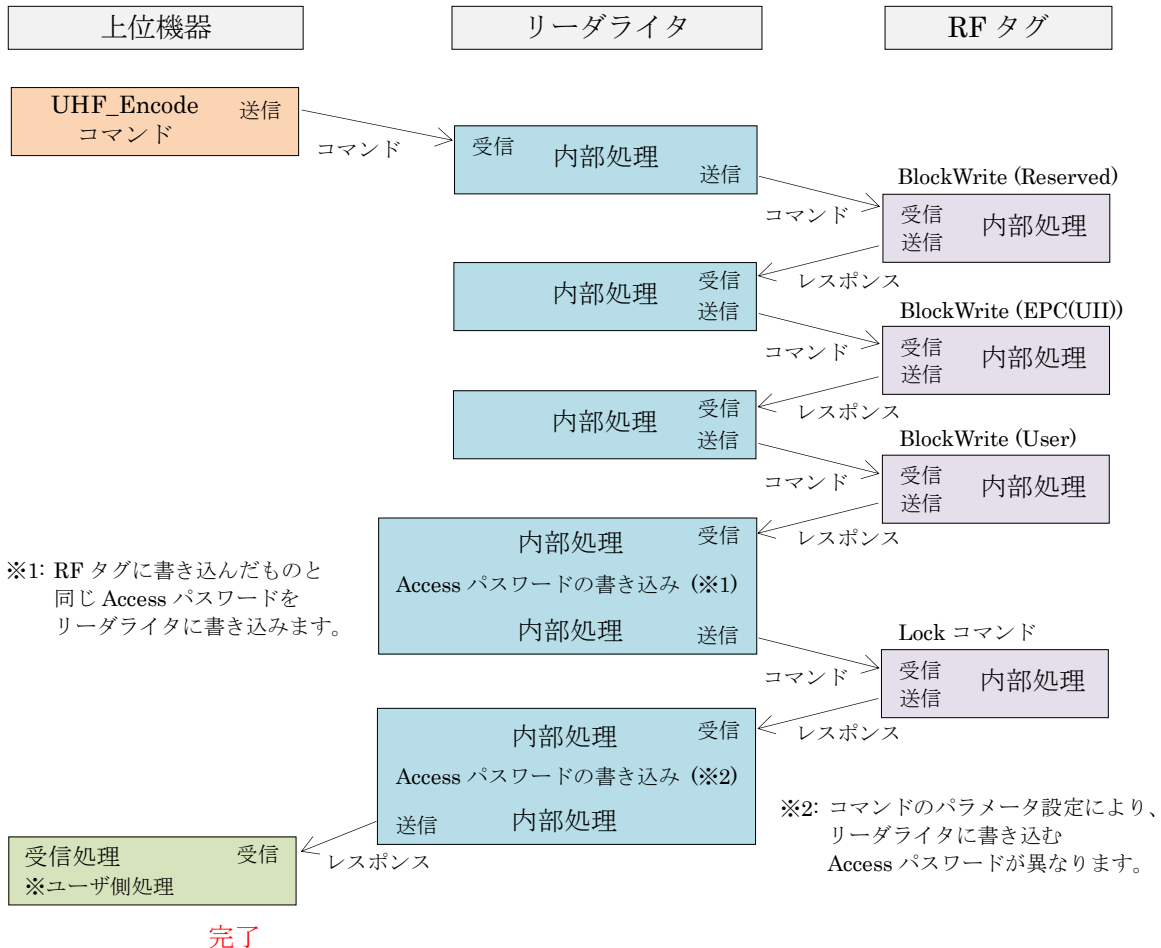 上位機器
リーダライタ
RF タグ
UHF_Encode 送信
コマンド
コマンド
受信 内部処理
送信
BlockWrite (Reserved)
コマンド
受信 内部処理
送信
レスポンス
内部処理 受信
送信
BlockWrite (EPC(UII))
コマンド
受信 内部処理
送信
レスポンス
内部処理 受信
送信
BlockWrite (User)
コマンド
受信 内部処理
送信
レスポンス
内部処理 受信
Access パスワードの書き込み (※1)
内部処理 送信
※1: RF タグに書き込んだものと
同じ Access パスワードを
リーダライタに書き込みます。
Lock コマンド
コマンド
受信 内部処理
送信
レスポンス
内部処理 受信
Access パスワードの書き込み (※2)
送信 内部処理
※2: コマンドのパラメータ設定により、
リーダライタに書き込む
Access パスワードが異なります。
レスポンス
受信処理 受信
※ユーザ側処理
完了